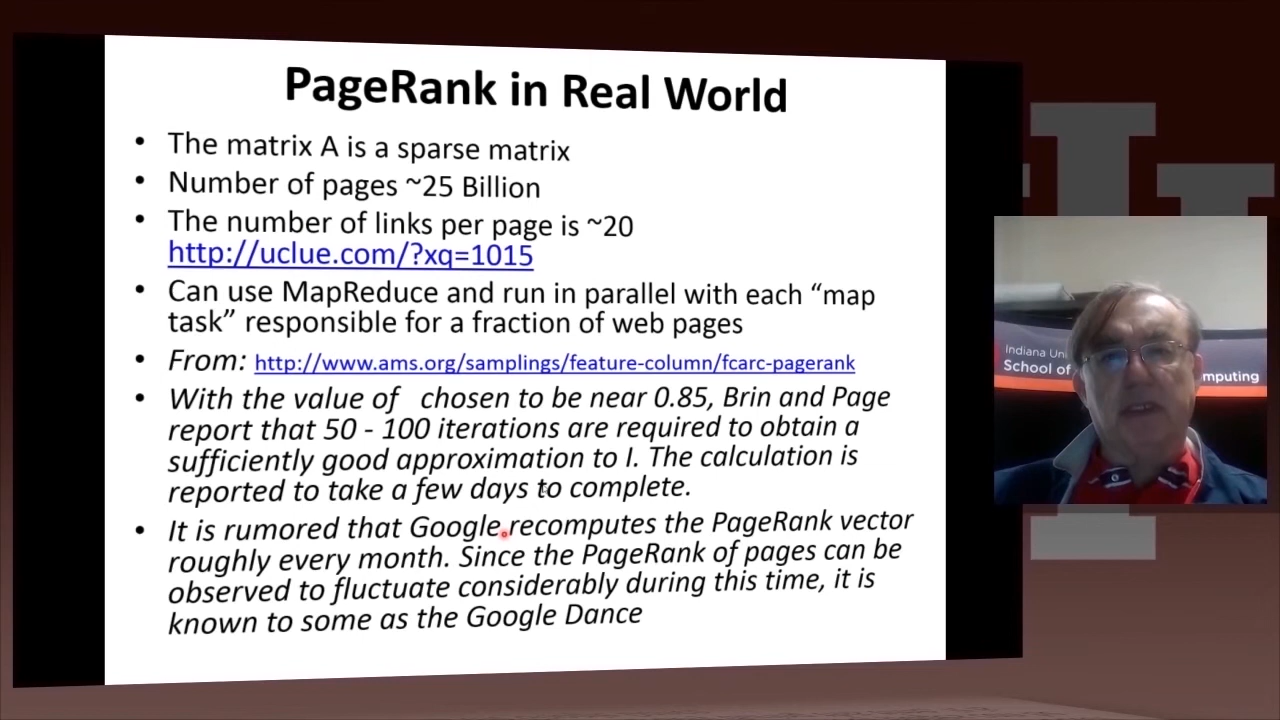 PageRank in Real World
• The matrix A is a sparse matrix
• Number of pages ~25 Billion
• The number of links per page is ~20
http://uclue.com/?xq=1015
• Can use MapReduce and run in parallel with each “map
task” responsible for a fraction of web pages
• From: http://www.ams.org/samplings/feature-column/fcarc-pagerank
• With the value of chosen to be near 0.85, Brin and Page
report that 50 - 100 iterations are required to obtain a
sufficiently good approximation to I. The calculation is
reported to take a few days to complete.
• It is rumored that Google recomputes the PageRank vector
roughly every month. Since the PageRank of pages can be
observed to fluctuate considerably during this time, it is
known to some as the Google Dance
Indiana Uni
School of
mputing